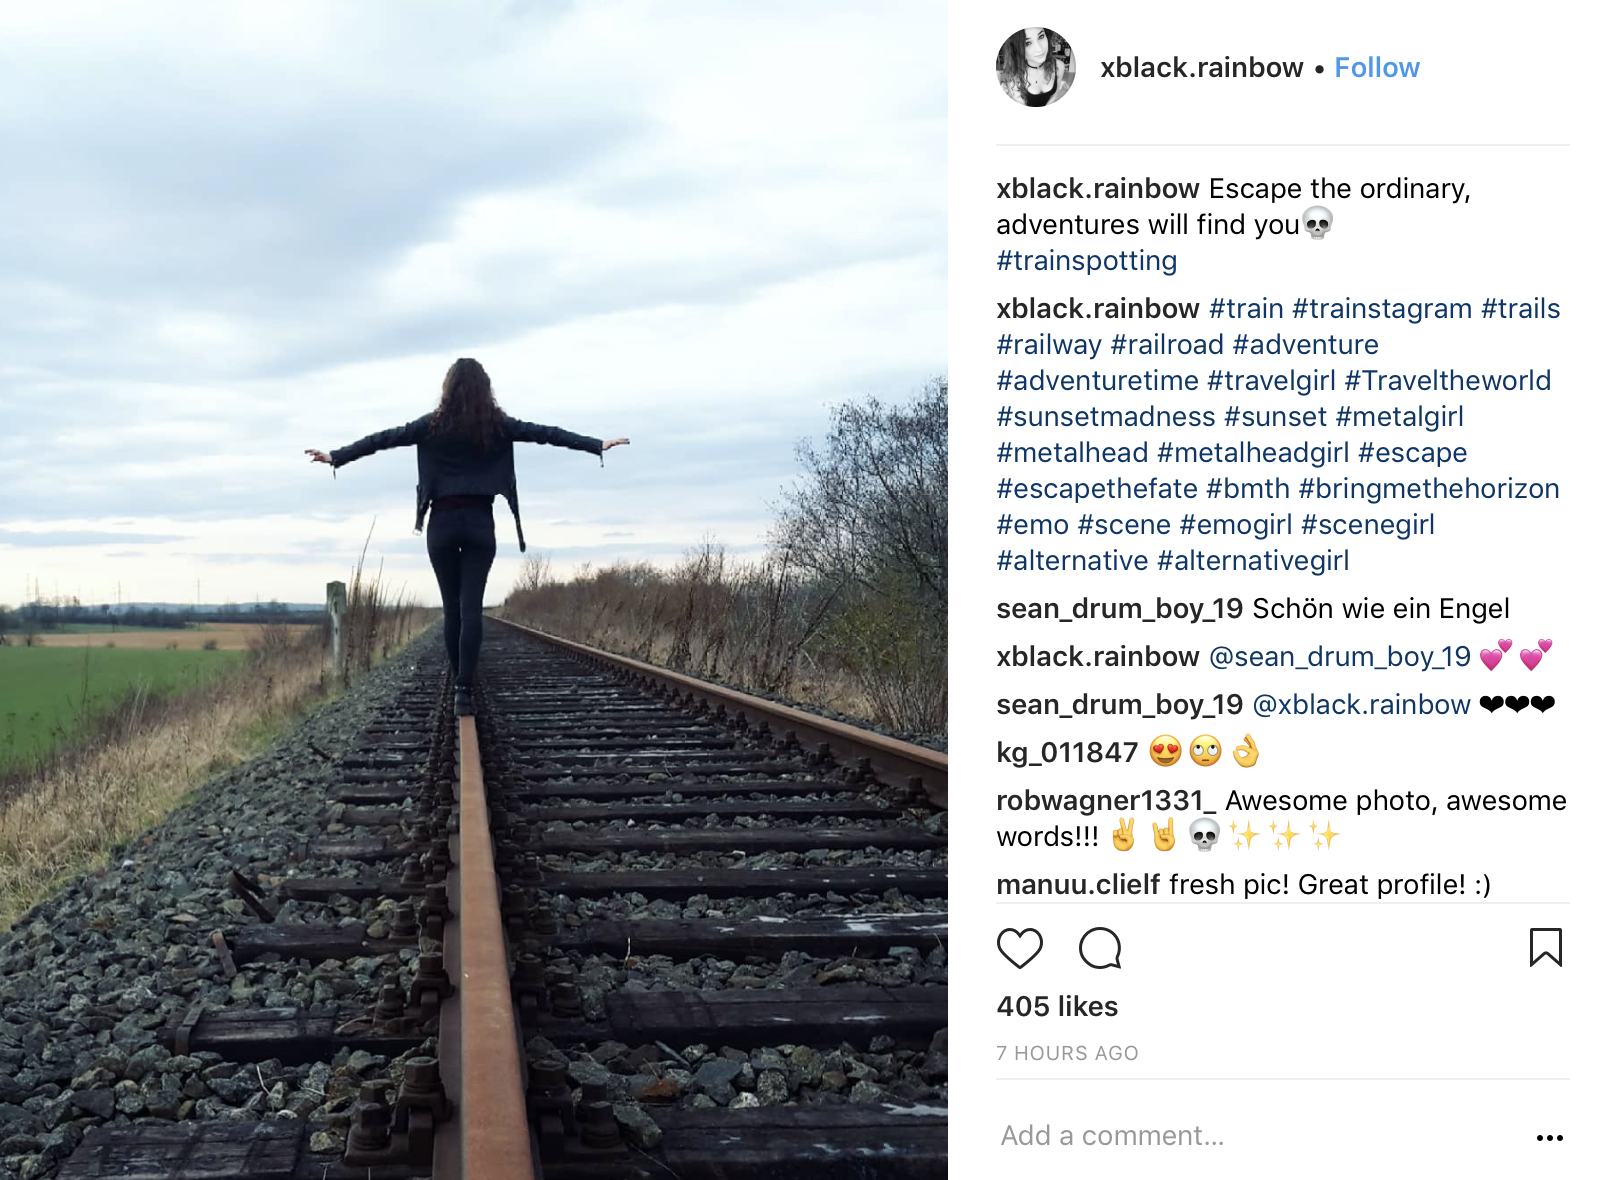 xblack.rainbow • Follow
xblack.rainbow Escape the ordinary,
adventures will find you💀
#trainspotting
xblack.rainbow #train #trainstagram #trails
#railway #railroad #adventure
#adventuretime #travelgirl #Traveltheworld
#sunsetmadness #sunset #metalgirl
#metalhead #metalheadgirl #escape
#escapethefate #bmth #bringmethehorizon
#emo #scene #emogirl #scenegirl
#alternative #alternativegirl
sean_drum_boy_19 Schön wie ein Engel
xblack.rainbow @sean_drum_boy_19 💕💕
sean_drum_boy_19 @xblack.rainbow ❤❤❤
kg_011847 😍🙄👌
robwagner1331_ Awesome photo, awesome
words!!! ✌🤘💀✨✨✨
manuu.clielf fresh pic! Great profile! :)
405 likes
7 HOURS AGO
Add a comment...